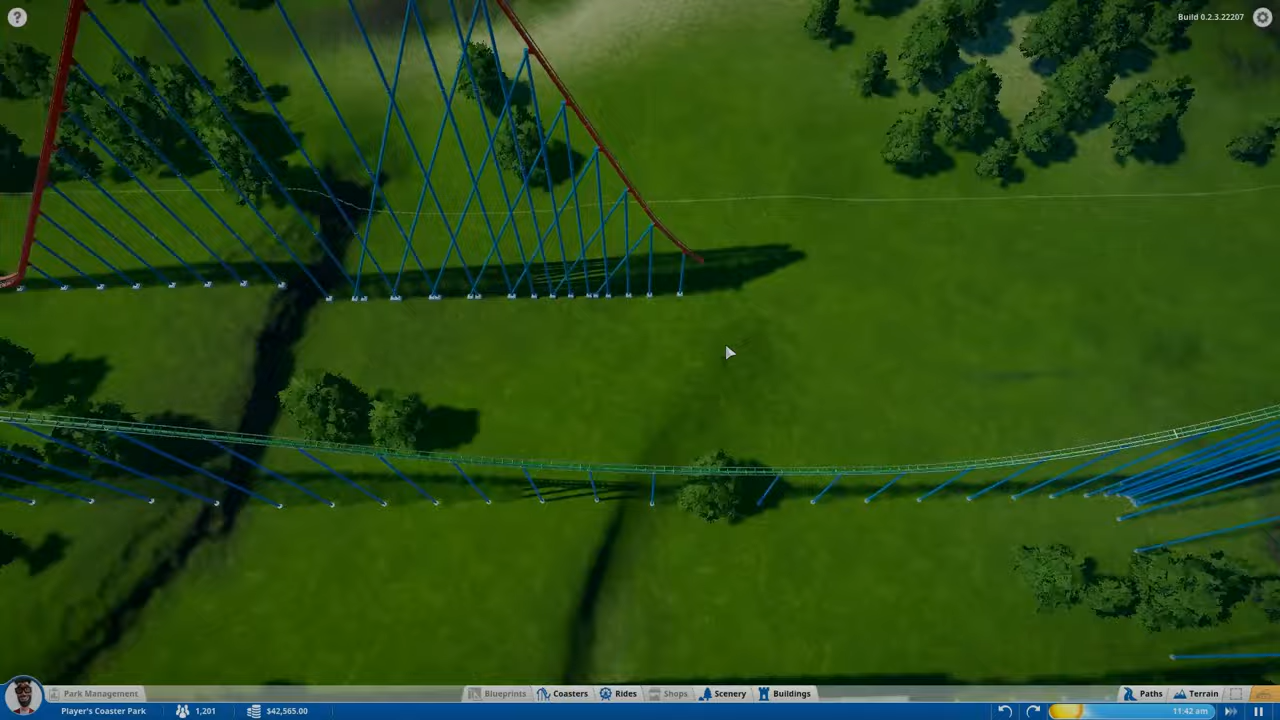 ?
Build 0.2.3.22207
Park Management
Blueprints
Coasters
Rides
Shops
Scenery
Buildings
Paths
Terrain
Player's Coaster Park
1,201
$42,565.00
11:42 am